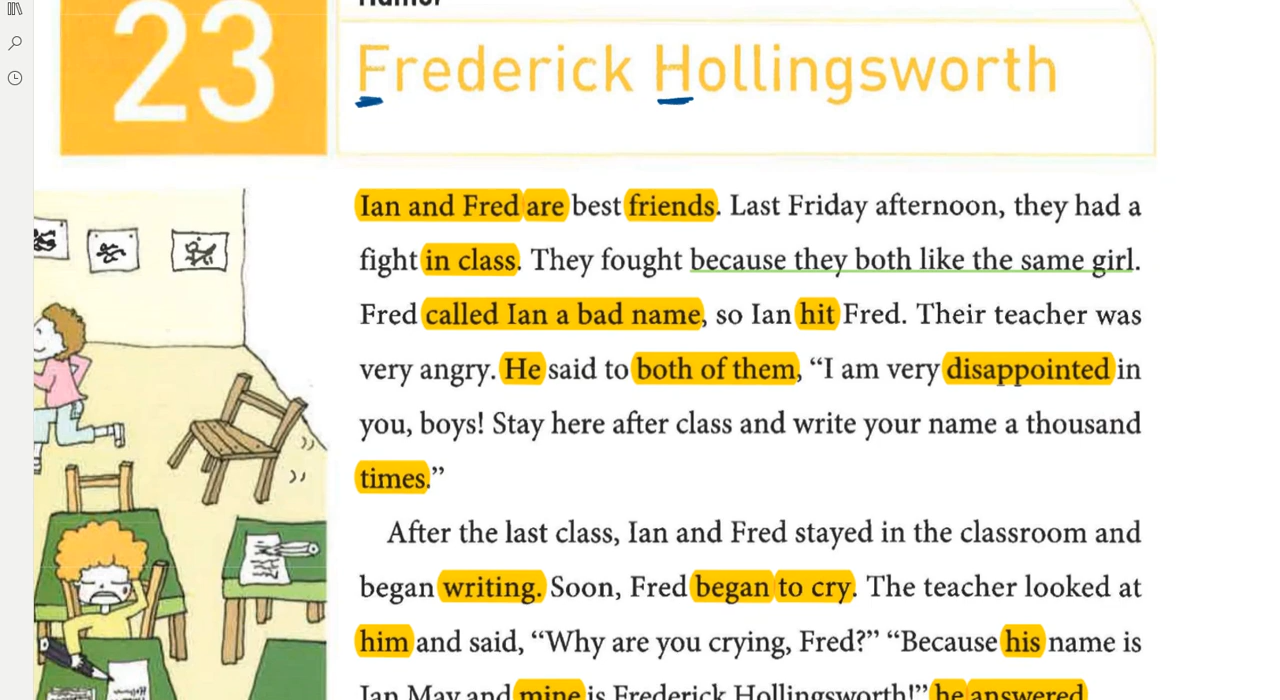 23
Humor
Frederick Hollingsworth
Ian and Fred are best friends. Last Friday afternoon, they had a
fight in class. They fought because they both like the same girl.
Fred called Ian a bad name, so Ian hit Fred. Their teacher was
very angry. He said to both of them, “I am very disappointed in
you, boys! Stay here after class and write your name a thousand
times.”
After the last class, Ian and Fred stayed in the classroom and
began writing. Soon, Fred began to cry. The teacher looked at
him and said, “Why are you crying, Fred?” “Because his name is
Ian May and mine is Frederick Hollingsworth!” he answered.